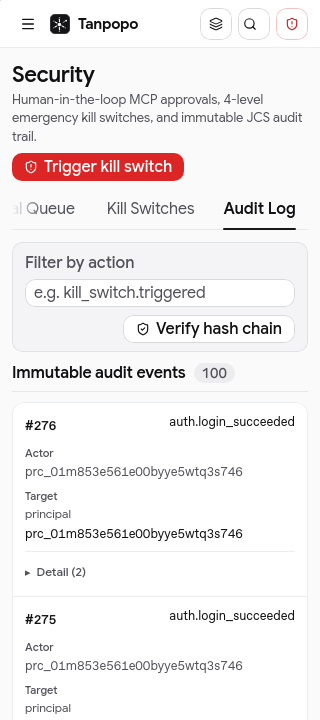 Tanpopo
Security
Human-in-the-loop MCP approvals, 4-level
emergency kill switches, and immutable JCS audit
trail.
Trigger kill switch
al Queue
Kill Switches
Audit Log
Filter by action
e.g. kill_switch.triggered
Verify hash chain
Immutable audit events 100
#276
auth.login_succeeded
Actor
prc_01m853e561e00byye5wtq3s746
Target
principal
prc_01m853e561e00byye5wtq3s746
▸ Detail (2)
#275
auth.login_succeeded
Actor
prc_01m853e561e00byye5wtq3s746
Target
principal